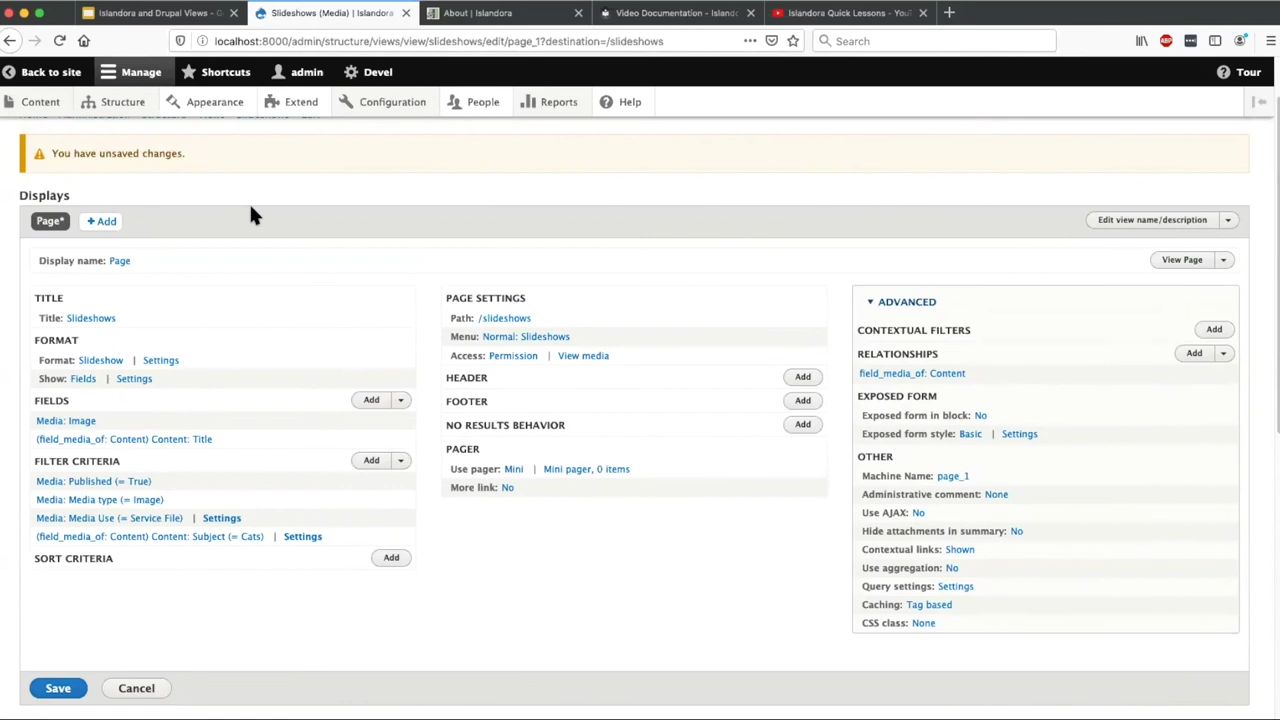 Islandora and Drupal Views - G
Slideshows (Media) | Islandora
About | Islandora
Video Documentation - Island
Islandora Quick Lessons - You
localhost:8000/admin/structure/views/view/slideshows/edit/page_1?destination=/slideshows
Search
ABP
Back to site
Manage
Shortcuts
admin
Devel
Tour
Content
Structure
Appearance
Extend
Configuration
People
Reports
Help
You have unsaved changes.
Displays
Page*
+ Add
Edit view name/description
Display name: Page
View Page
TITLE
Title: Slideshows
FORMAT
Format: Slideshow | Settings
Show: Fields | Settings
FIELDS
Add
Media: Image
(field_media_of: Content) Content: Title
FILTER CRITERIA
Add
Media: Published (= True)
Media: Media type (= Image)
Media: Media Use (= Service File) | Settings
(field_media_of: Content) Content: Subject (= Cats) | Settings
SORT CRITERIA
Add
PAGE SETTINGS
Path: /slideshows
Menu: Normal: Slideshows
Access: Permission | View media
HEADER
Add
FOOTER
Add
NO RESULTS BEHAVIOR
Add
PAGER
Use pager: Mini | Mini pager, 0 items
More link: No
ADVANCED
CONTEXTUAL FILTERS
Add
RELATIONSHIPS
Add
field_media_of: Content
EXPOSED FORM
Exposed form in block: No
Exposed form style: Basic | Settings
OTHER
Machine Name: page_1
Administrative comment: None
Use AJAX: No
Hide attachments in summary: No
Contextual links: Shown
Use aggregation: No
Query settings: Settings
Caching: Tag based
CSS class: None
Save
Cancel